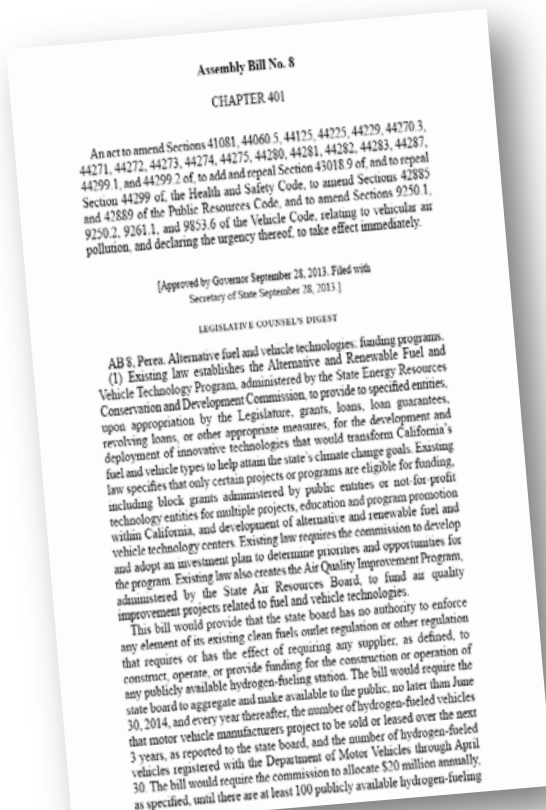 Assembly Bill No. 8
CHAPTER 401
An act to amend Sections 41081, 44060.5, 44125, 44225, 44229, 44270.3,
44271, 44272, 44273, 44274, 44275, 44280, 44281, 44282, 44283, 44287,
44299.1, and 44299.2 of, to add and repeal Section 43018.9 of, and to repeal
Section 44299 of, the Health and Safety Code, to amend Sections 42885
and 42889 of the Public Resources Code, and to amend Sections 9250.1,
9250.2, 9261.1, and 9853.6 of the Vehicle Code, relating to vehicular air
pollution, and declaring the urgency thereof, to take effect immediately.
[Approved by Governor September 28, 2013. Filed with
Secretary of State September 28, 2013.]
LEGISLATIVE COUNSEL'S DIGEST
AB 8, Perea. Alternative fuel and vehicle technologies: funding programs.
(1) Existing law establishes the Alternative and Renewable Fuel and
Vehicle Technology Program, administered by the State Energy Resources
Conservation and Development Commission, to provide to specified entities,
upon appropriation by the Legislature, grants, loans, loan guarantees,
revolving loans, or other appropriate measures, for the development and
deployment of innovative technologies that would transform California's
fuel and vehicle types to help attain the state's climate change goals. Existing
law specifies that only certain projects or programs are eligible for funding,
including block grants administered by public entities or not-for-profit
technology entities for multiple projects, education and program promotion
within California, and development of alternative and renewable fuel and
vehicle technology centers. Existing law requires the commission to develop
and adopt an investment plan to determine priorities and opportunities for
the program. Existing law also creates the Air Quality Improvement Program,
administered by the State Air Resources Board, to fund air quality
improvement projects related to fuel and vehicle technologies.
This bill would provide that the state board has no authority to enforce
any element of its existing clean fuels outlet regulation or other regulation
that requires or has the effect of requiring any supplier, as defined, to
construct, operate, or provide funding for the construction or operation of
any publicly available hydrogen-fueling station. The bill would require the
state board to aggregate and make available to the public, no later than June
30, 2014, and every year thereafter, the number of hydrogen-fueled vehicles
that motor vehicle manufacturers project to be sold or leased over the next
3 years, as reported to the state board, and the number of hydrogen-fueled
vehicles registered with the Department of Motor Vehicles through April
30. The bill would require the commission to allocate $20 million annually,
as specified, until there are at least 100 publicly available hydrogen-fueling